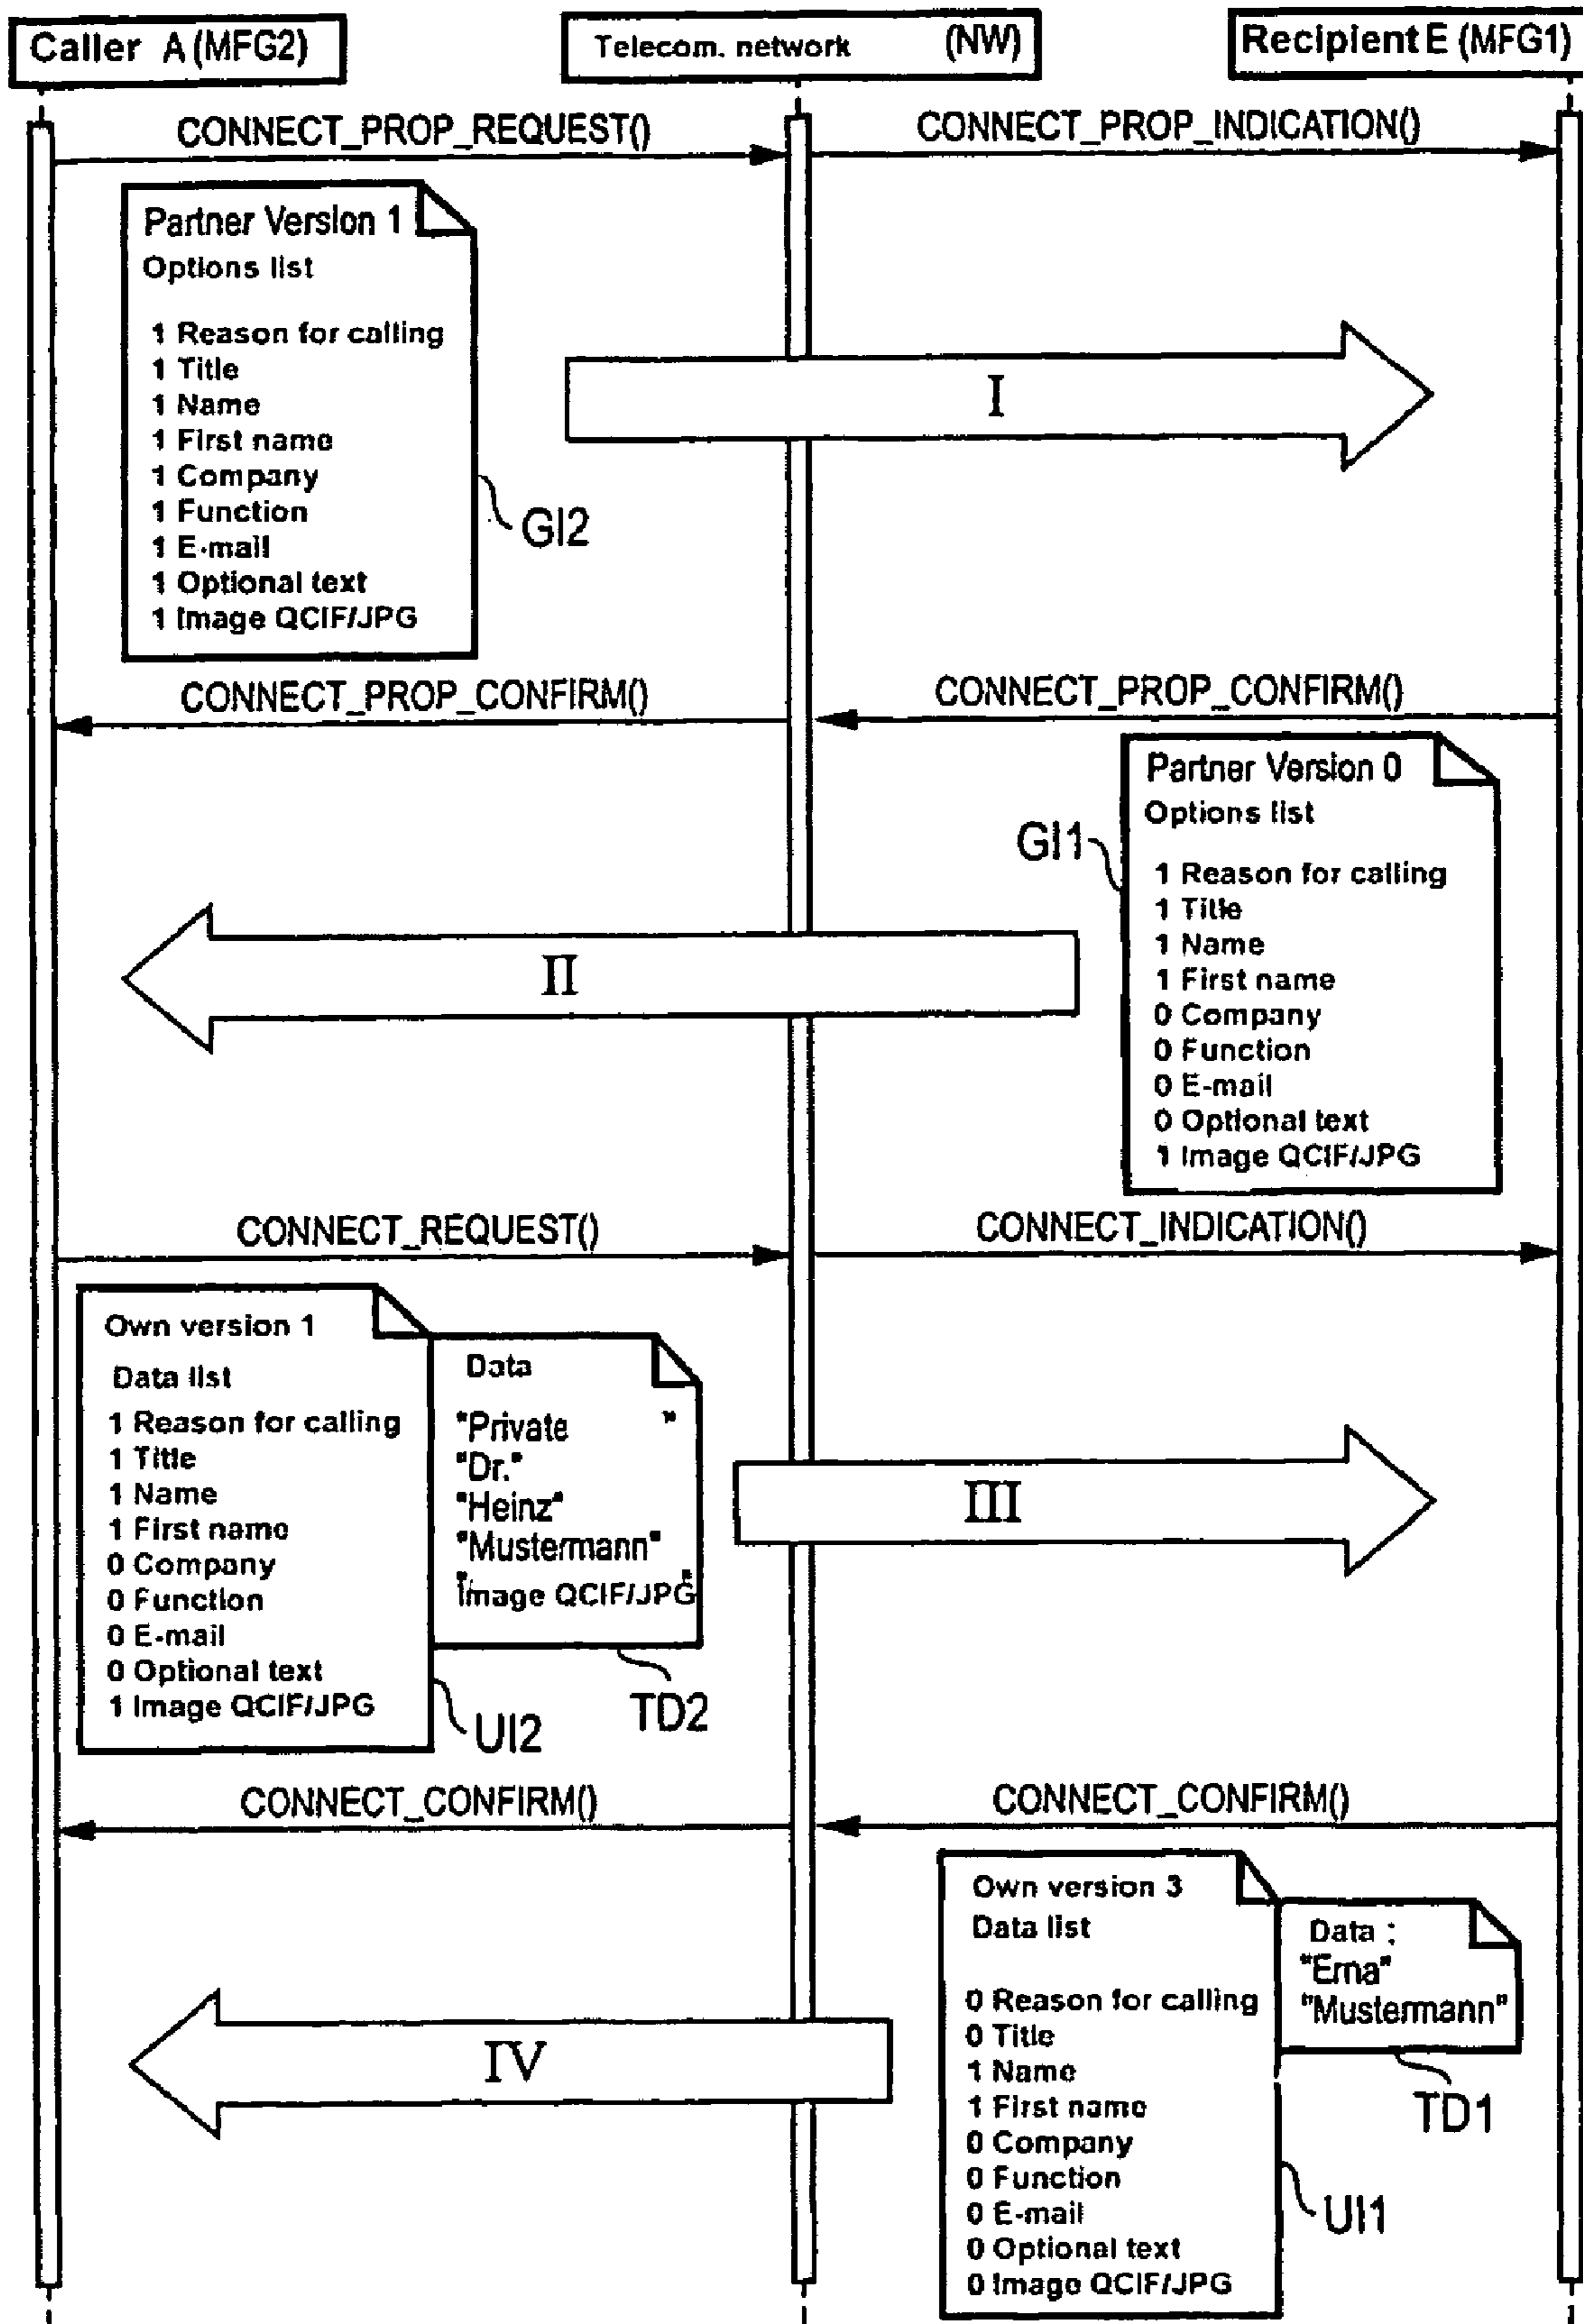 Caller A (MFG2)
Telecom. network (NW)
Recipient E (MFG1)
CONNECT_PROP_REQUEST()
CONNECT_PROP_INDICATION()
Partner Version 1
Options list
1 Reason for calling
1 Title
1 Name
1 First name
1 Company
1 Function
1 E-mail
1 Optional text
1 Image QCIF/JPG
GI2
I
CONNECT_PROP_CONFIRM()
CONNECT_PROP_CONFIRM()
Partner Version 0
Options list
1 Reason for calling
1 Title
1 Name
1 First name
0 Company
0 Function
0 E-mail
0 Optional text
1 Image QCIF/JPG
GI1
II
CONNECT_REQUEST()
CONNECT_INDICATION()
Own version 1
Data list
1 Reason for calling
1 Title
1 Name
1 First name
0 Company
0 Function
0 E-mail
0 Optional text
1 Image QCIF/JPG
UI2
Data
"Private "
"Dr."
"Heinz"
"Mustermann"
"Image QCIF/JPG"
TD2
III
CONNECT_CONFIRM()
CONNECT_CONFIRM()
Own version 3
Data list
0 Reason for calling
0 Title
1 Name
1 First name
0 Company
0 Function
0 E-mail
0 Optional text
0 Image QCIF/JPG
UI1
Data :
"Erna"
"Mustermann"
TD1
IV